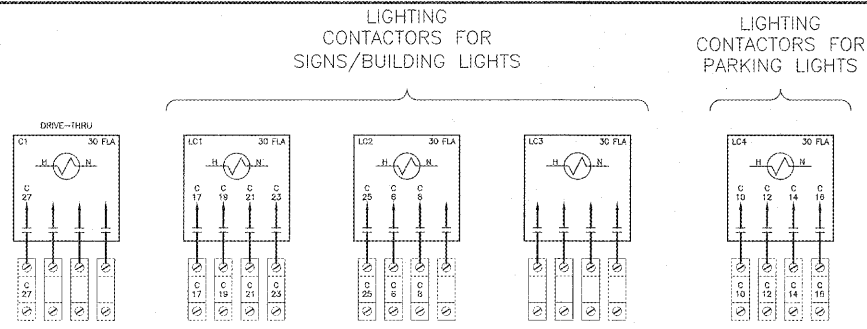 LIGHTING
CONTACTORS FOR
SIGNS/BUILDING LIGHTS
LIGHTING
CONTACTORS FOR
PARKING LIGHTS
DRIVE-THRU
C1 30 FLA
H N
C
27
C
27
LC1 30 FLA
H N
C C C C
17 19 21 23
C C C C
17 19 21 23
LC2 30 FLA
H N
C C C
25 6 8
C C C
25 6 8
LC3 30 FLA
H N
LC4 30 FLA
H N
C C C C
10 12 14 16
C C C C
10 12 14 16